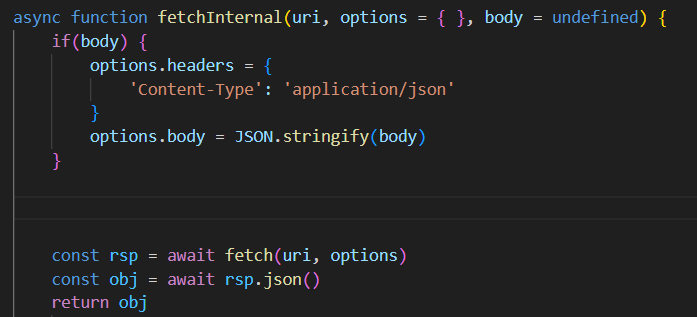 async function fetchInternal(uri, options = { }, body = undefined) {
    if(body) {
        options.headers = {
            'Content-Type': 'application/json'
        }
        options.body = JSON.stringify(body)
    }
    const rsp = await fetch(uri, options)
    const obj = await rsp.json()
    return obj